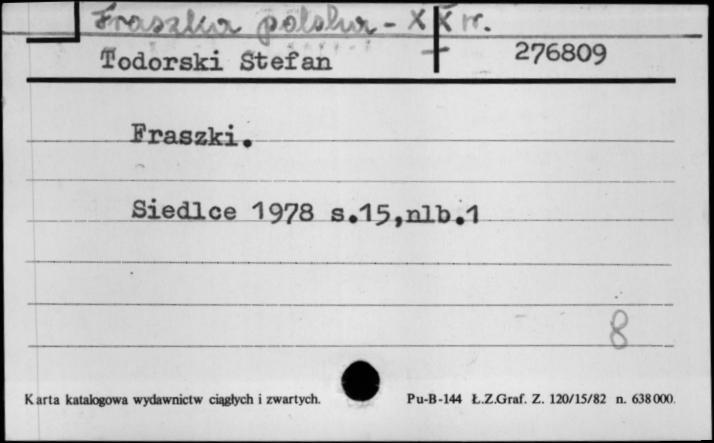 Fraszka polska - XX w.
Todorski Stefan 276809
Fraszki.
Siedlce 1978 s.15,nlb.1
8
Karta katalogowa wydawnictw ciągłych i zwartych. Pu-B-144 Ł.Z.Graf. Z. 120/15/82 n. 638000.